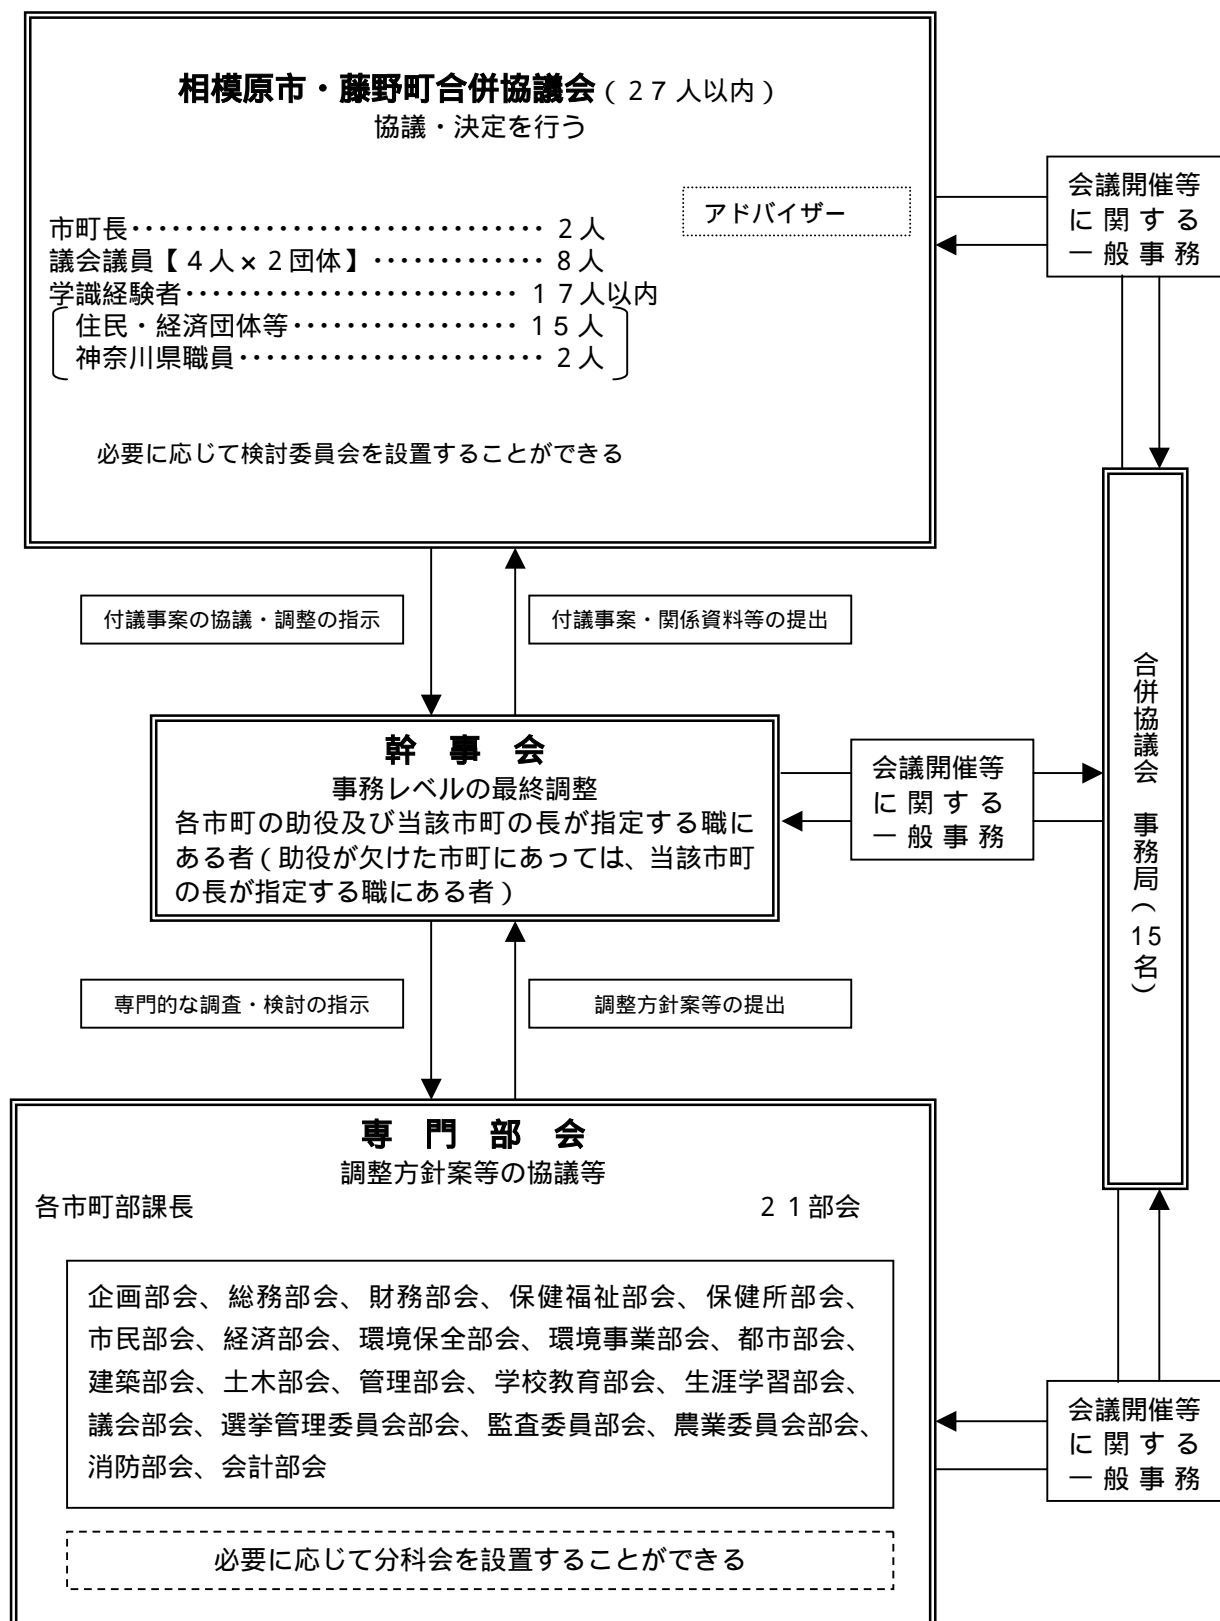 相模原市・藤野町合併協議会(27人以内)
協議・決定を行う
アドバイザー
市町長・・・・・・・・・・・・・・・・・・・・・・・・・・・・・・・ 2人
議会議員【4人×2団体】・・・・・・・・・・・・・ 8人
学識経験者・・・・・・・・・・・・・・・・・・・・・・・・・ 17人以内
住民・経済団体等・・・・・・・・・・・・・・・・・ 15人
神奈川県職員・・・・・・・・・・・・・・・・・・・・・・・ 2人
必要に応じて検討委員会を設置することができる
会議開催等
に関する
一般事務
付議事案の協議・調整の指示
付議事案・関係資料等の提出
合併協議会 事務局(15名)
幹事会
事務レベルの最終調整
各市町の助役及び当該市町の長が指定する職に
ある者(助役が欠けた市町にあっては、当該市町
の長が指定する職にある者)
会議開催等
に関する
一般事務
専門的な調査・検討の指示
調整方針案等の提出
専門部会
調整方針案等の協議等
各市町部課長 21部会
企画部会、総務部会、財務部会、保健福祉部会、保健所部会、
市民部会、経済部会、環境保全部会、環境事業部会、都市部会、
建築部会、土木部会、管理部会、学校教育部会、生涯学習部会、
議会部会、選挙管理委員会部会、監査委員部会、農業委員会部会、
消防部会、会計部会
必要に応じて分科会を設置することができる
会議開催等
に関する
一般事務